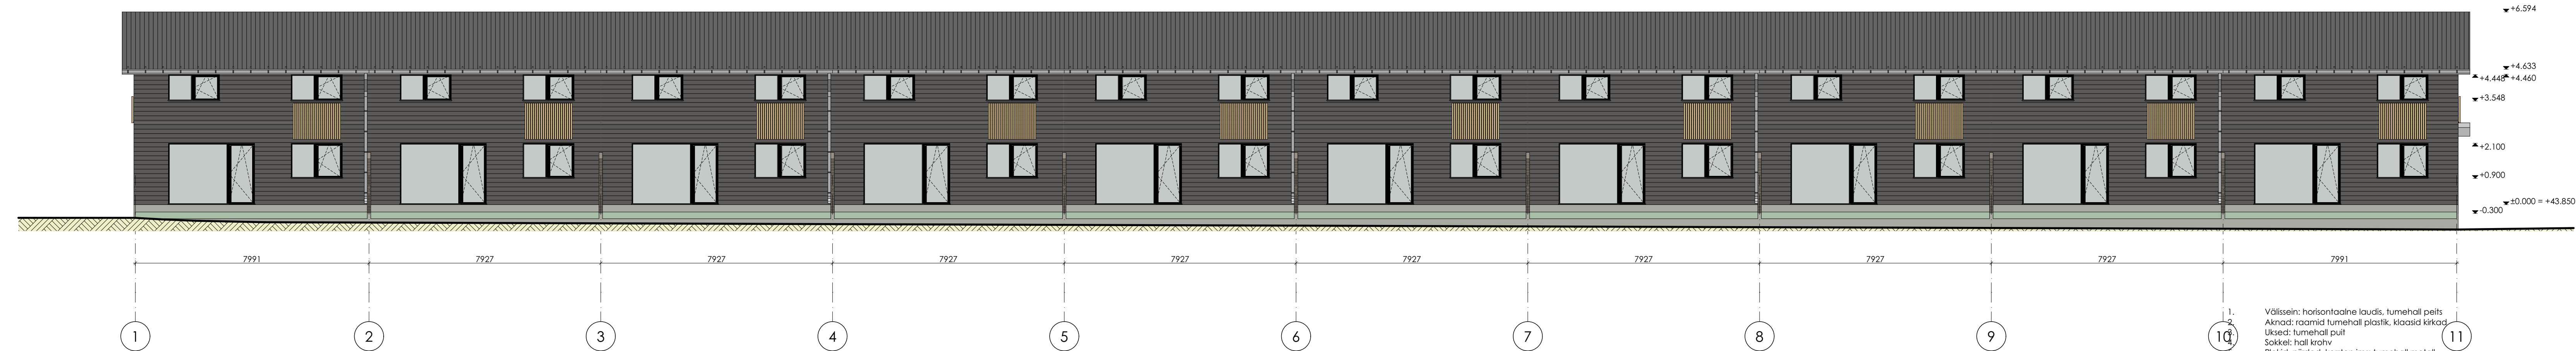 +6.594
+4.633
+4.448 +4.460
+3.548
+2.100
+0.900
±0.000 = +43.850
-0.300
7991 7927 7927 7927 7927 7927 7927 7927 7927 7991
1. Välissein: horisontaalne laudis, tumehall peits
2. Aknad: raamid tumehall plastik, klaasid kirkad
3. Uksed: tumehall puit
4. Sokkel: hall krohv
1 2 3 4 5 6 7 8 9 10 11